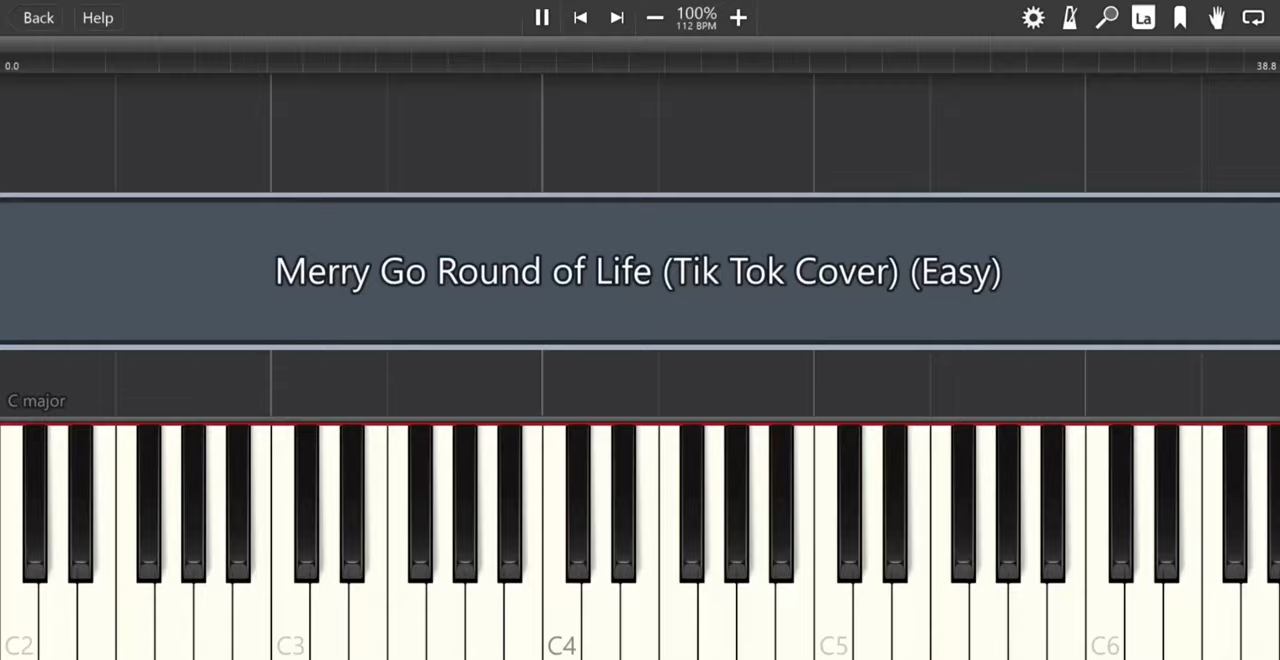 Back Help 100% La
112 BPM
0.0 38.8
Merry Go Round of Life (Tik Tok Cover) (Easy)
C major
C2 C3 C4 C5 C6